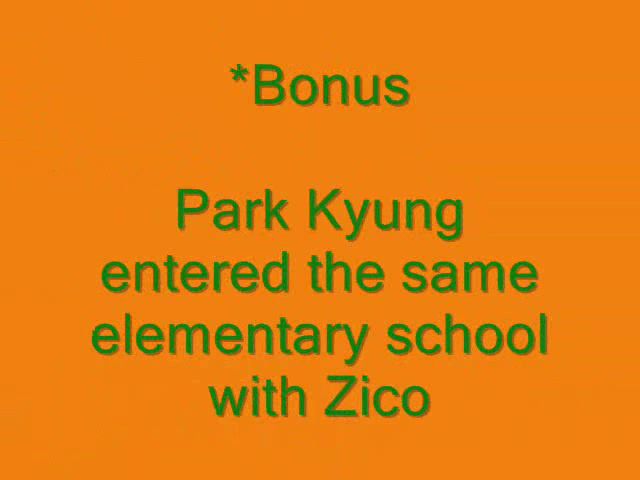 *Bonus
Park Kyung
entered the same
elementary school
with Zico